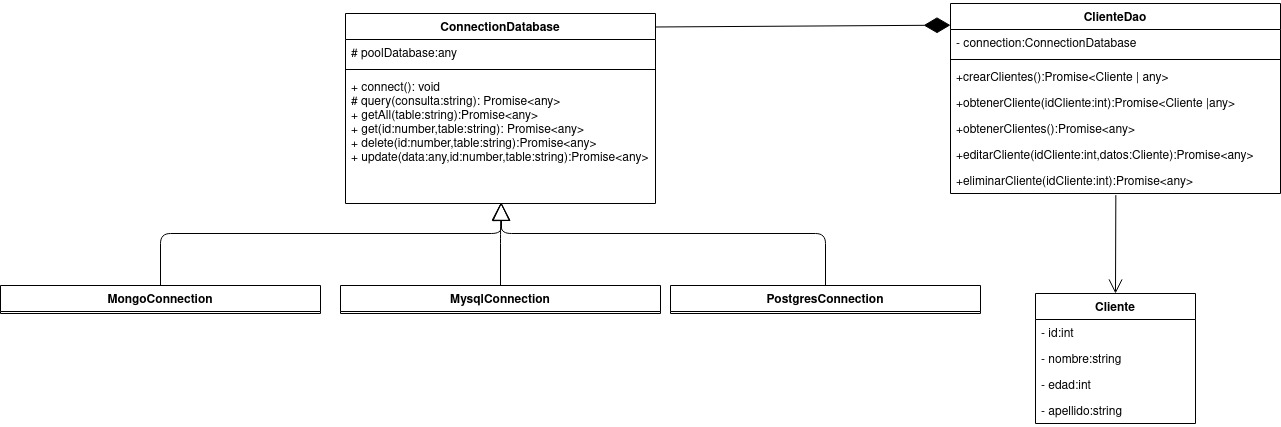 ConnectionDatabase
# poolDatabase:any
+ connect(): void
# query(consulta:string): Promise<any>
+ getAll(table:string):Promise<any>
+ get(id:number,table:string): Promise<any>
+ delete(id:number,table:string):Promise<any>
+ update(data:any,id:number,table:string):Promise<any>
ClienteDao
- connection:ConnectionDatabase
+crearClientes():Promise<Cliente | any>
+obtenerCliente(idCliente:int):Promise<Cliente |any>
+obtenerClientes():Promise<any>
+editarCliente(idCliente:int,datos:Cliente):Promise<any>
+eliminarCliente(idCliente:int):Promise<any>
MongoConnection
MysqlConnection
PostgresConnection
Cliente
- id:int
- nombre:string
- edad:int
- apellido:string